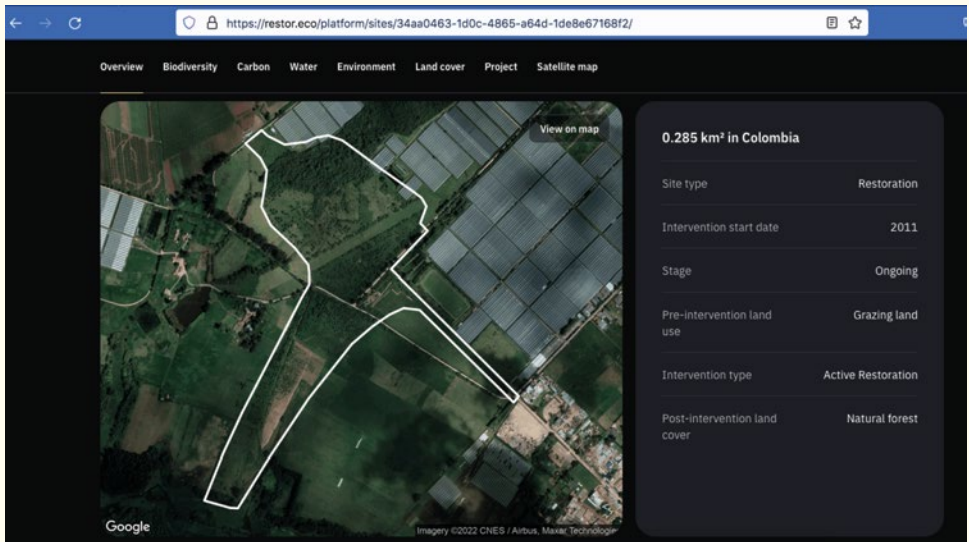 https://restor.eco/platform/sites/34aa0463-1d0c-4865-a64d-1de8e67168f2/
Overview Biodiversity Carbon Water Environment Land cover Project Satellite map
View on map
0.285 km² in Colombia
Site type Restoration
Intervention start date 2011
Stage Ongoing
Pre-intervention land Grazing land
use
Intervention type Active Restoration
Post-intervention land Natural forest
cover
Google
Imagery ©2022 CNES / Airbus, Maxar Technologies